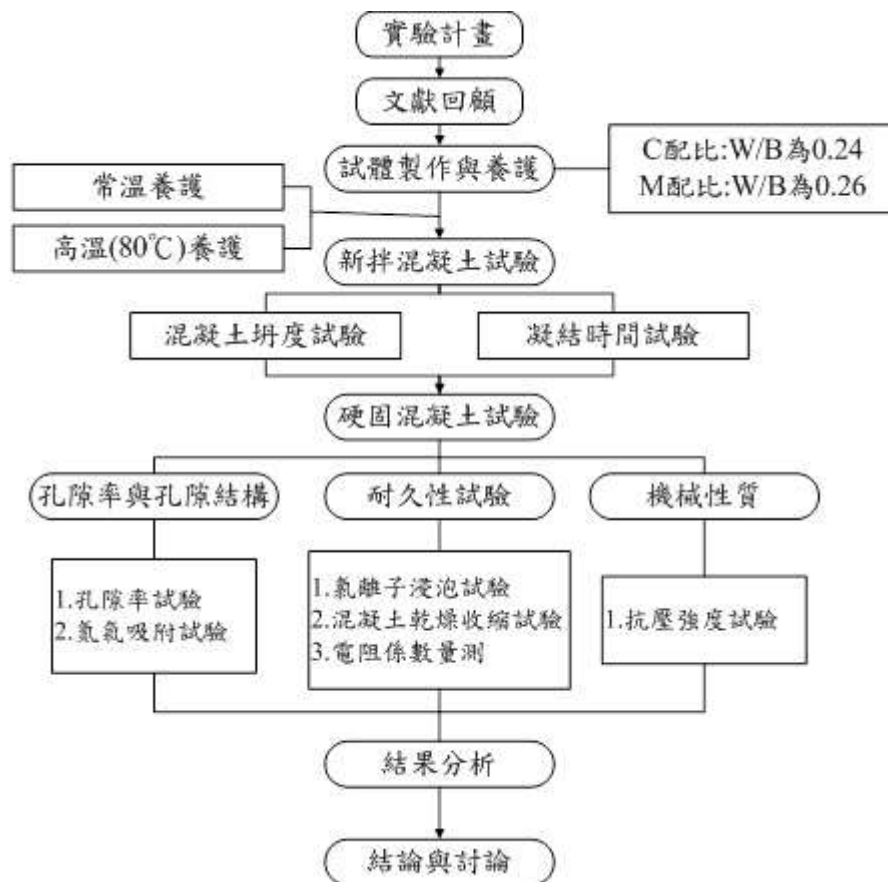 實驗計畫
文獻回顧
試體製作與養護
C配比:W/B為0.24
M配比:W/B為0.26
常溫養護
高溫(80℃)養護
新拌混凝土試驗
混凝土坍度試驗
凝結時間試驗
硬固混凝土試驗
孔隙率與孔隙結構
耐久性試驗
機械性質
1.孔隙率試驗
2.氮氣吸附試驗
1.氯離子浸泡試驗
2.混凝土乾燥收縮試驗
3.電阻係數量測
1.抗壓強度試驗
結果分析
結論與討論